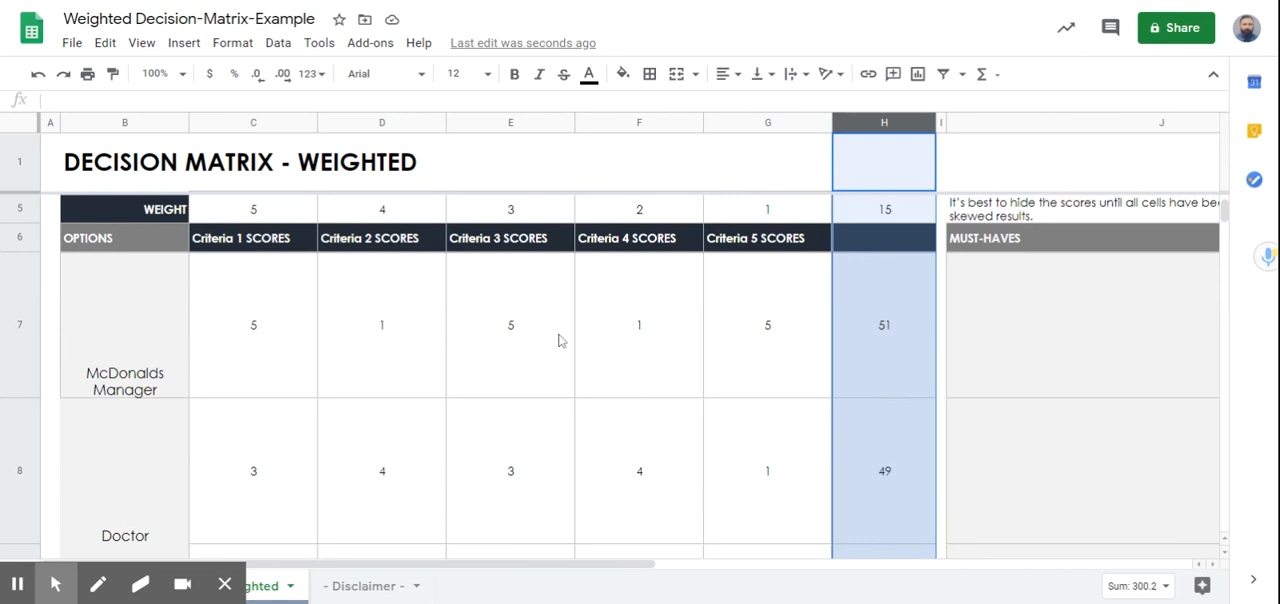 Weighted Decision-Matrix-Example
File Edit View Insert Format Data Tools Add-ons Help Last edit was seconds ago
Share
100% $ % .0 .00 123 Arial 12 B I S A Σ
31
fx
A B C D E F G H I J
1 DECISION MATRIX - WEIGHTED
5 WEIGHT 5 4 3 2 1 15 It's best to hide the scores until all cells have bee
skewed results.
6 OPTIONS Criteria 1 SCORES Criteria 2 SCORES Criteria 3 SCORES Criteria 4 SCORES Criteria 5 SCORES MUST-HAVES
7 5 1 5 1 5 51
McDonalds
Manager
8 3 4 3 4 1 49
Doctor
ghted - Disclaimer - Sum: 300.2